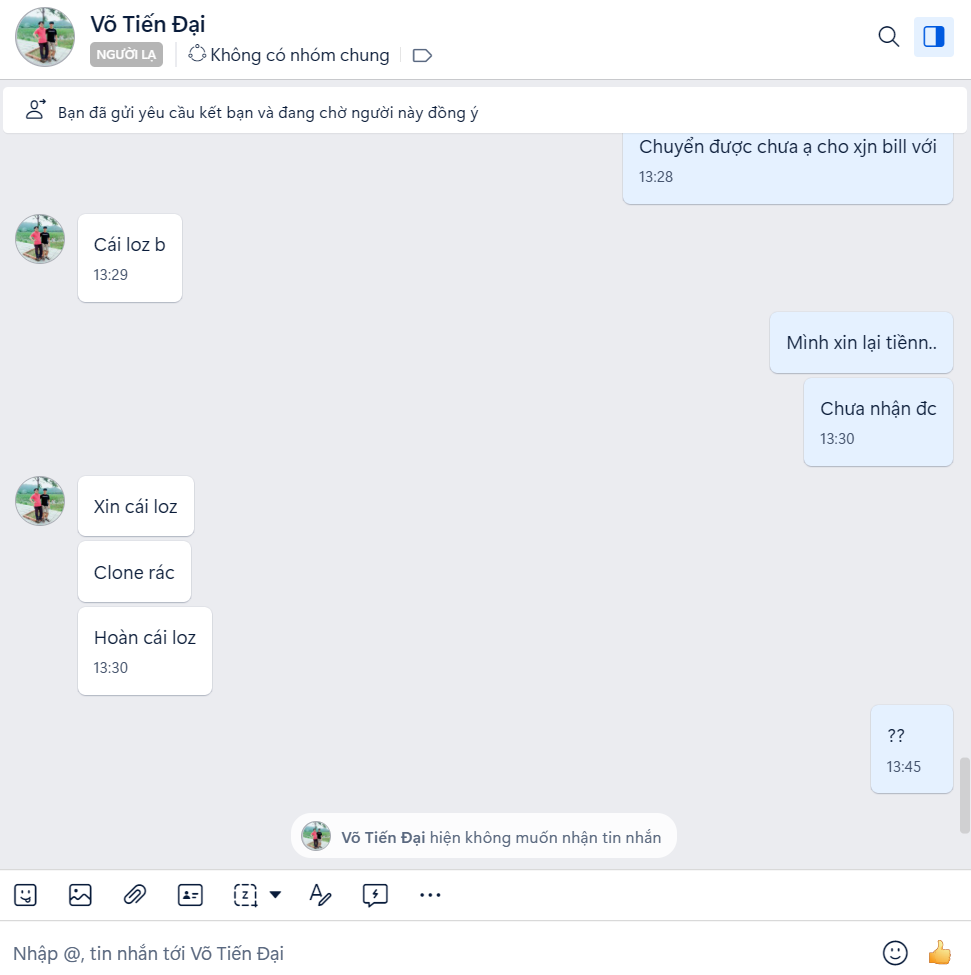 Võ Tiến Đại
NGƯỜI LẠ
Không có nhóm chung
Bạn đã gửi yêu cầu kết bạn và đang chờ người này đồng ý
Chuyển được chưa ạ cho xjn bill với
13:28
Cái loz b
13:29
Mình xin lại tiềnn..
Chưa nhận đc
13:30
Xin cái loz
Clone rác
Hoàn cái loz
13:30
??
13:45
Võ Tiến Đại hiện không muốn nhận tin nhắn
Nhập @, tin nhắn tới Võ Tiến Đại